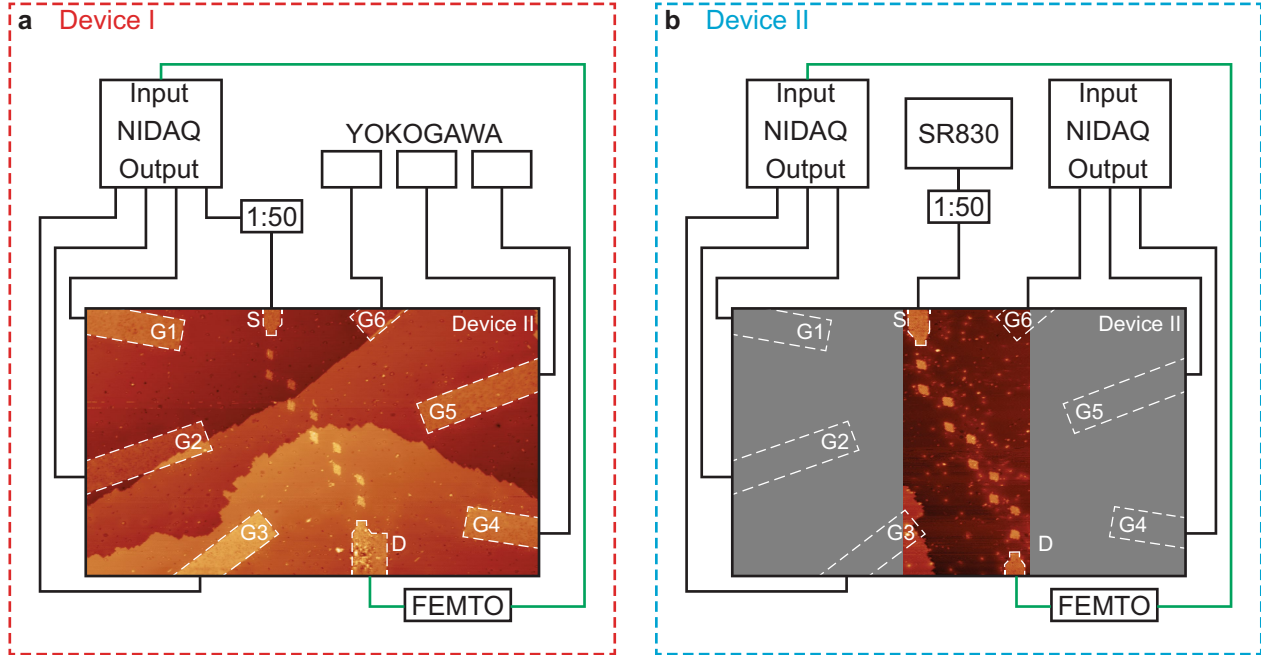 a Device I
Input
NIDAQ
Output
YOKOGAWA
1:50
S
G6
Device II
G1
G5
G2
G4
G3
D
FEMTO
b Device II
Input
NIDAQ
Output
SR830
Input
NIDAQ
Output
1:50
S
G6
Device II
G1
G5
G2
G4
G3
D
FEMTO